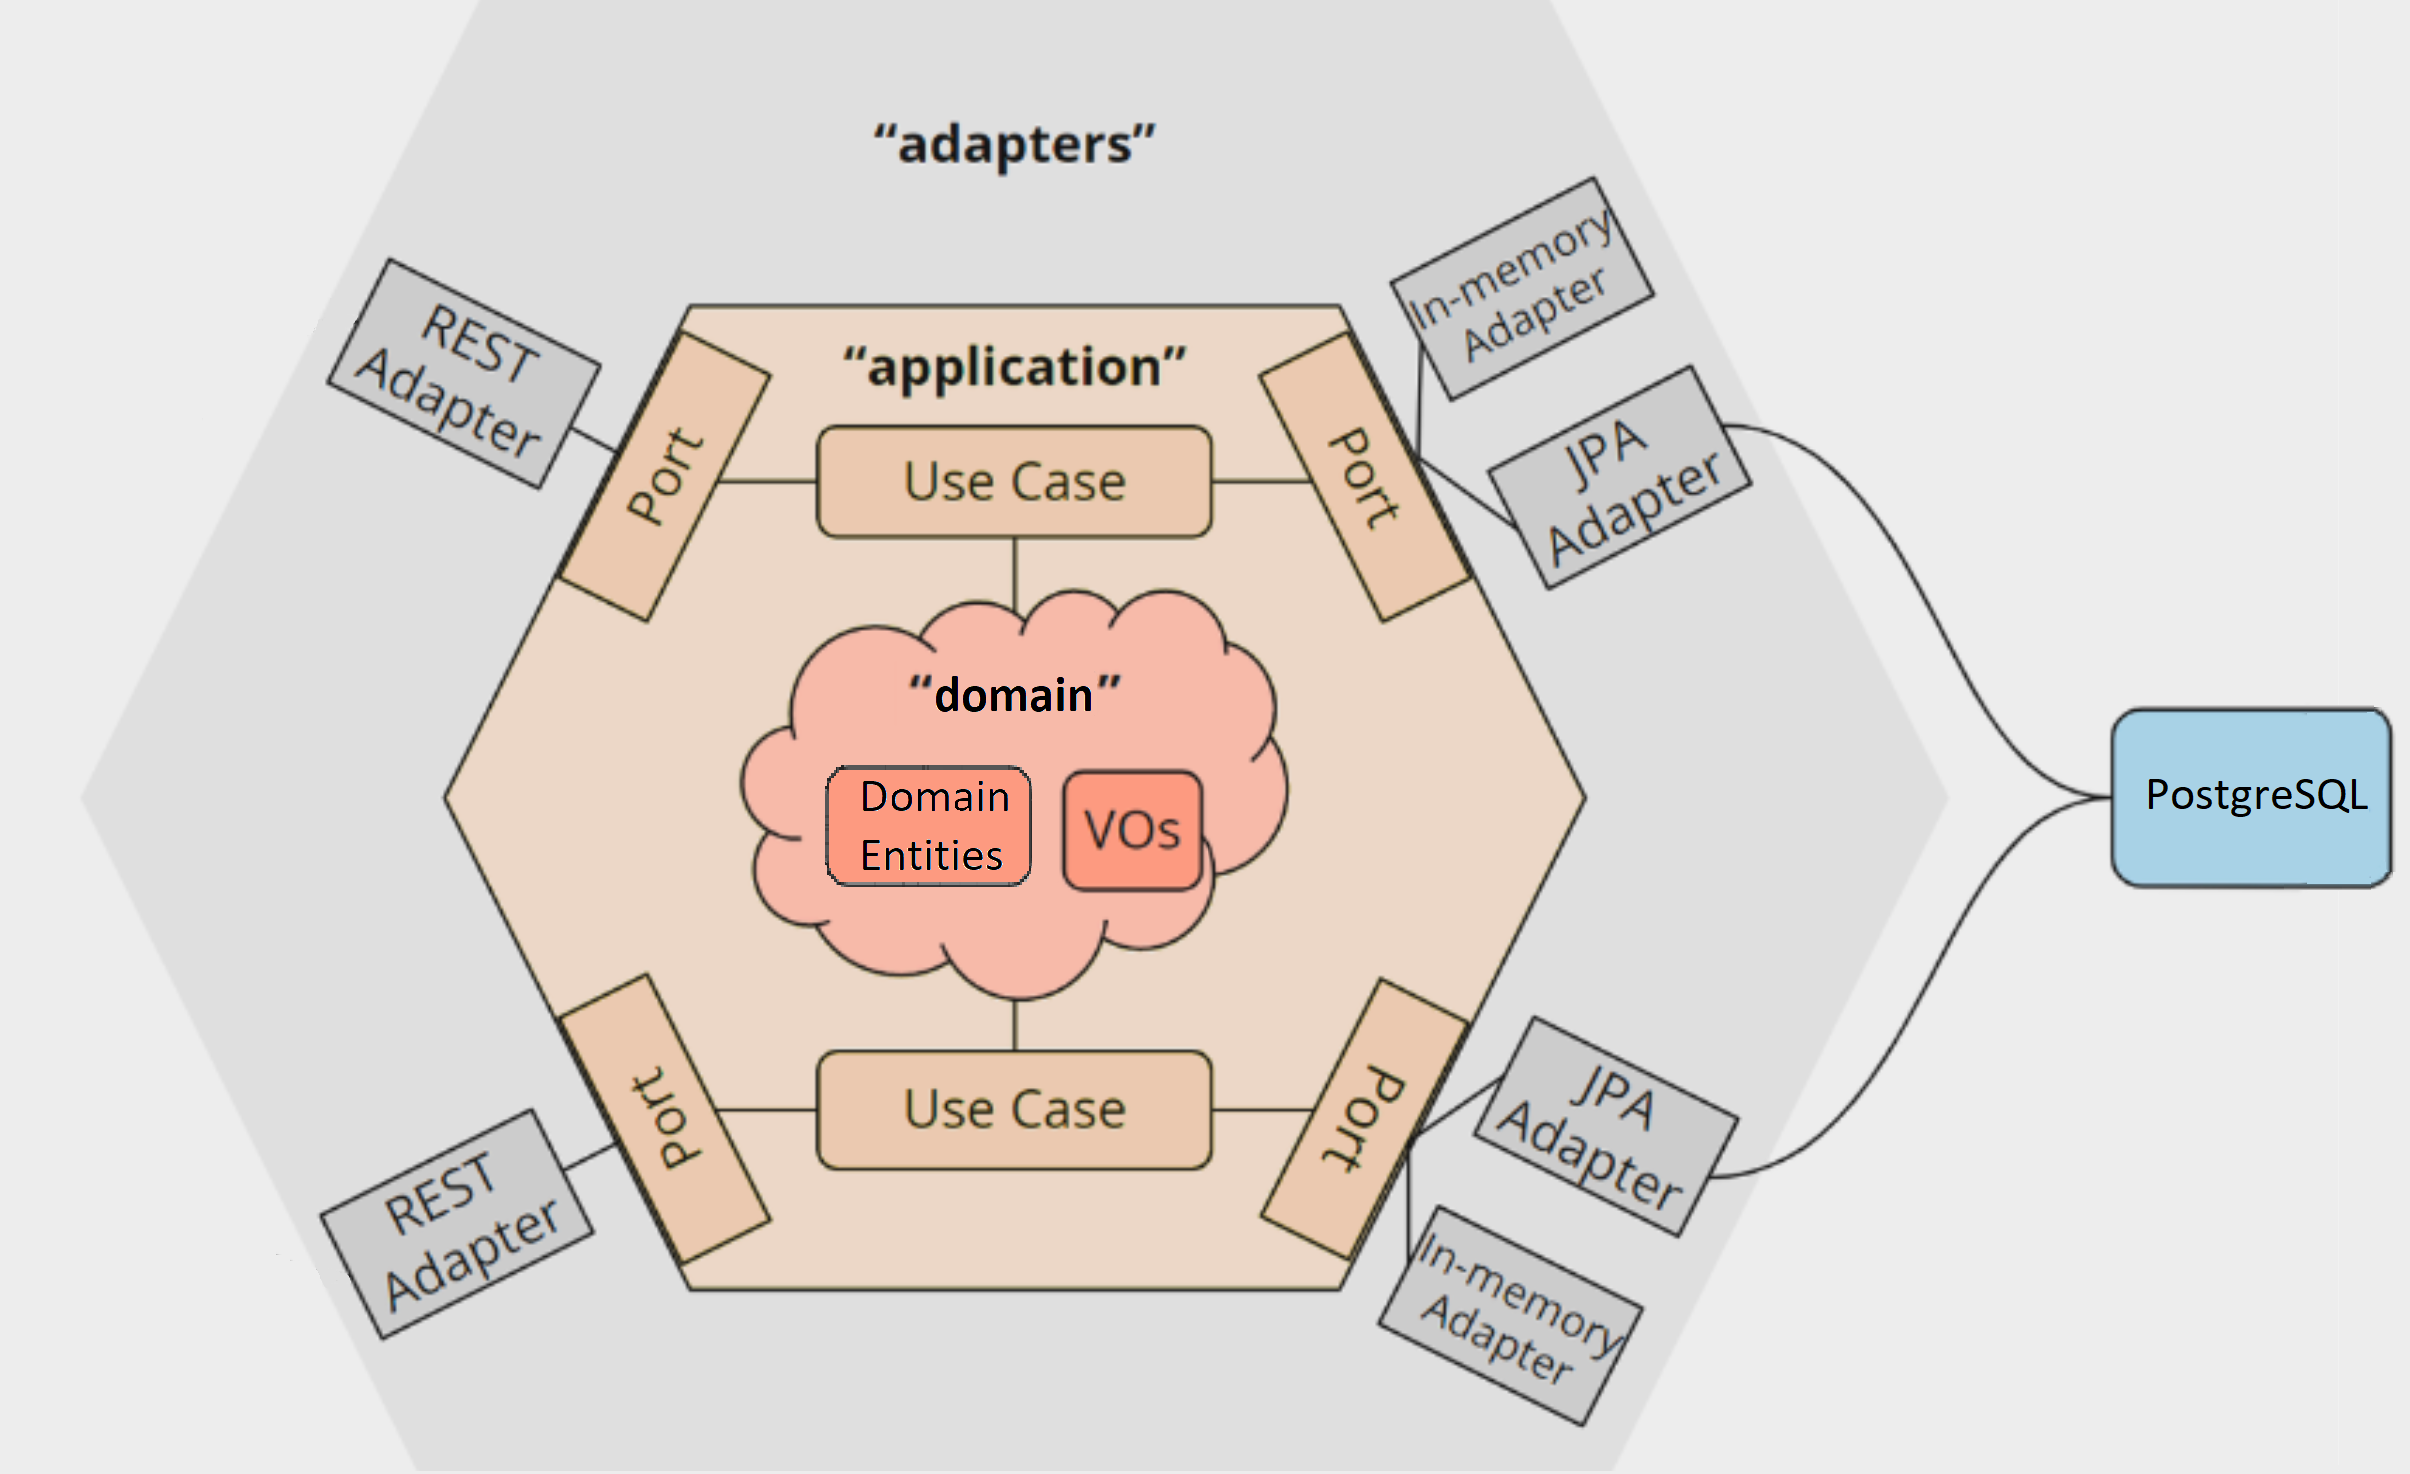 “adapters”
In-memory
Adapter
REST
Adapter
“application”
JPA
Adapter
Port
Use Case
Port
“domain”
Domain
Entities
VOs
PostgreSQL
Port
Use Case
Port
JPA
Adapter
REST
Adapter
In-memory
Adapter